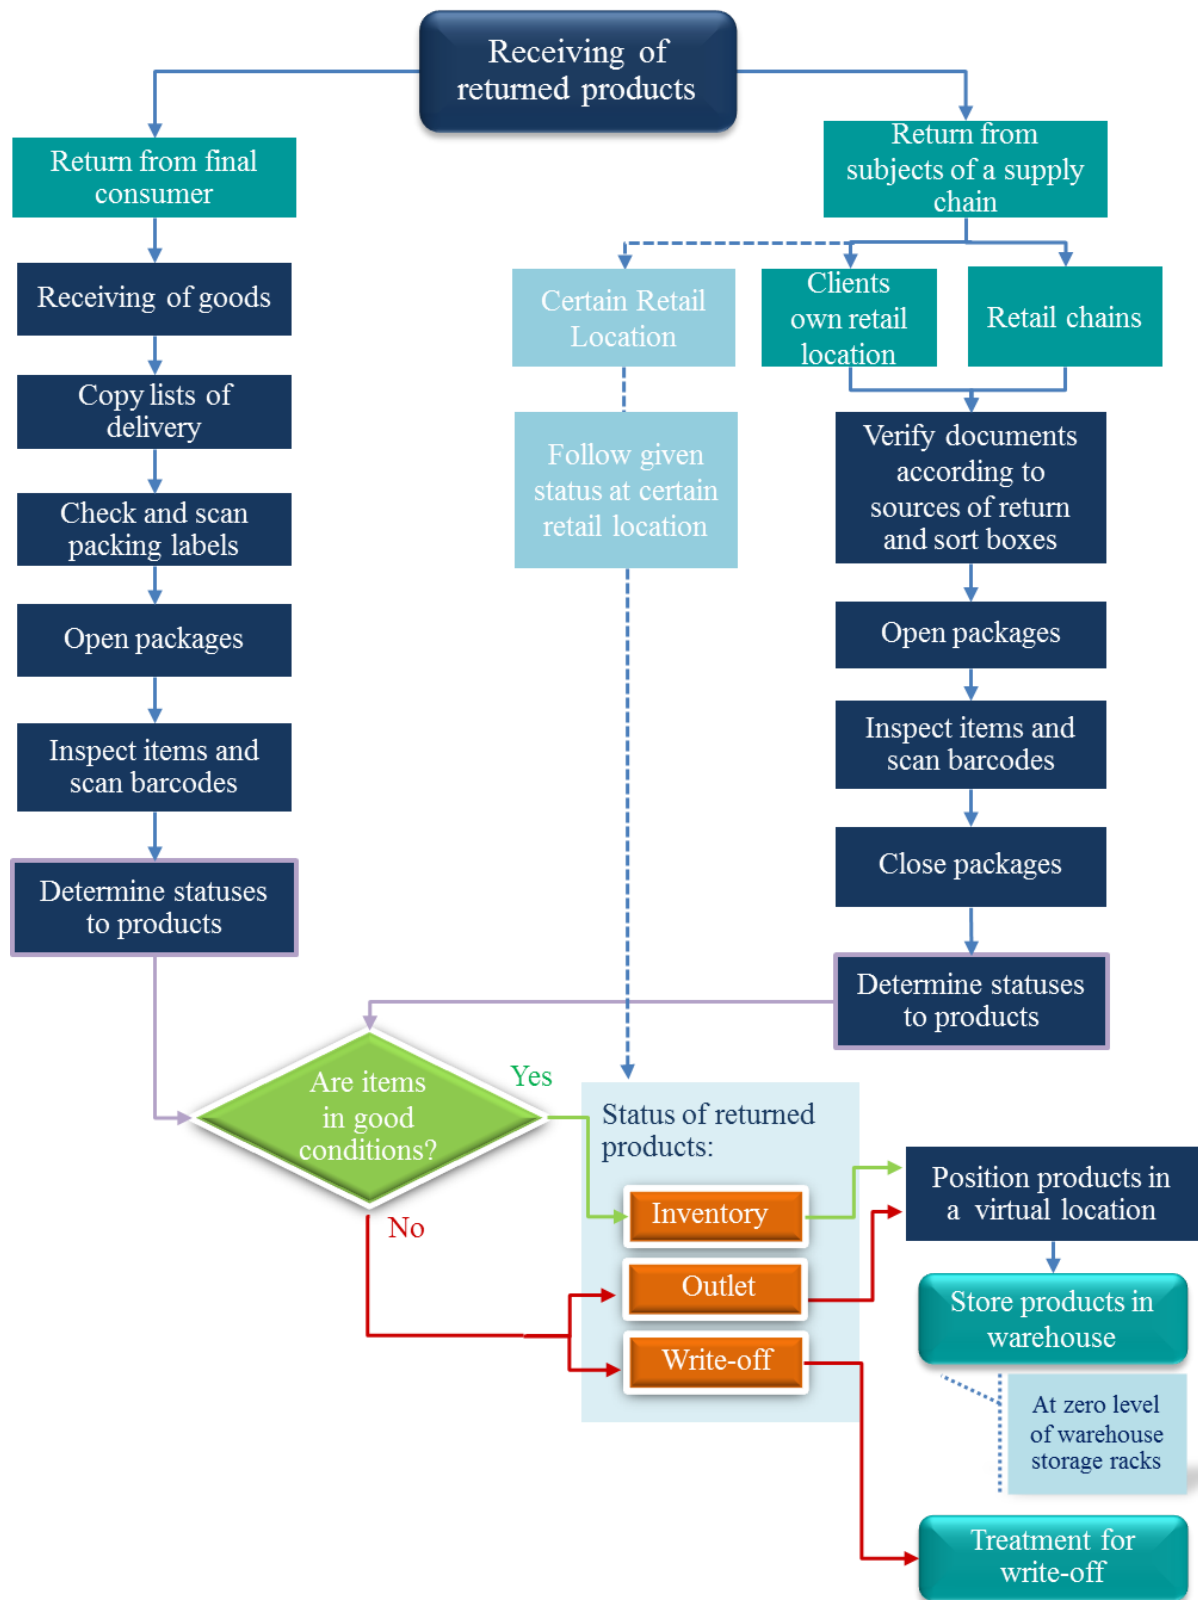 Receiving of
returned products
Return from final
consumer
Return from
subjects of a supply
chain
Receiving of goods
Certain Retail
Location
Clients
own retail
location
Retail chains
Copy lists of
delivery
Follow given
status at certain
retail location
Verify documents
according to
sources of return
and sort boxes
Check and scan
packing labels
Open packages
Open packages
Inspect items and
scan barcodes
Inspect items and
scan barcodes
Close packages
Determine statuses
to products
Determine statuses
to products
Are items
in good
conditions?
Yes
No
Status of returned
products:
Inventory
Outlet
Write-off
Position products in
a virtual location
Store products in
warehouse
At zero level
of warehouse
storage racks
Treatment for
write-off